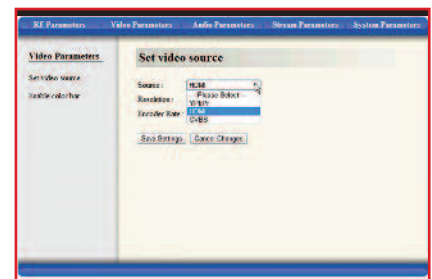 RF Parameters Video Parameters Audio Parameters Stream Parameters System Parameters
Video Parameters
Set video source
Set video source
Enable color bar
Source : HDMI
Please Select
YPbPr
HDMI
CVBS
Resolution :
Encoder Rate
Save Settings Cancel Changes